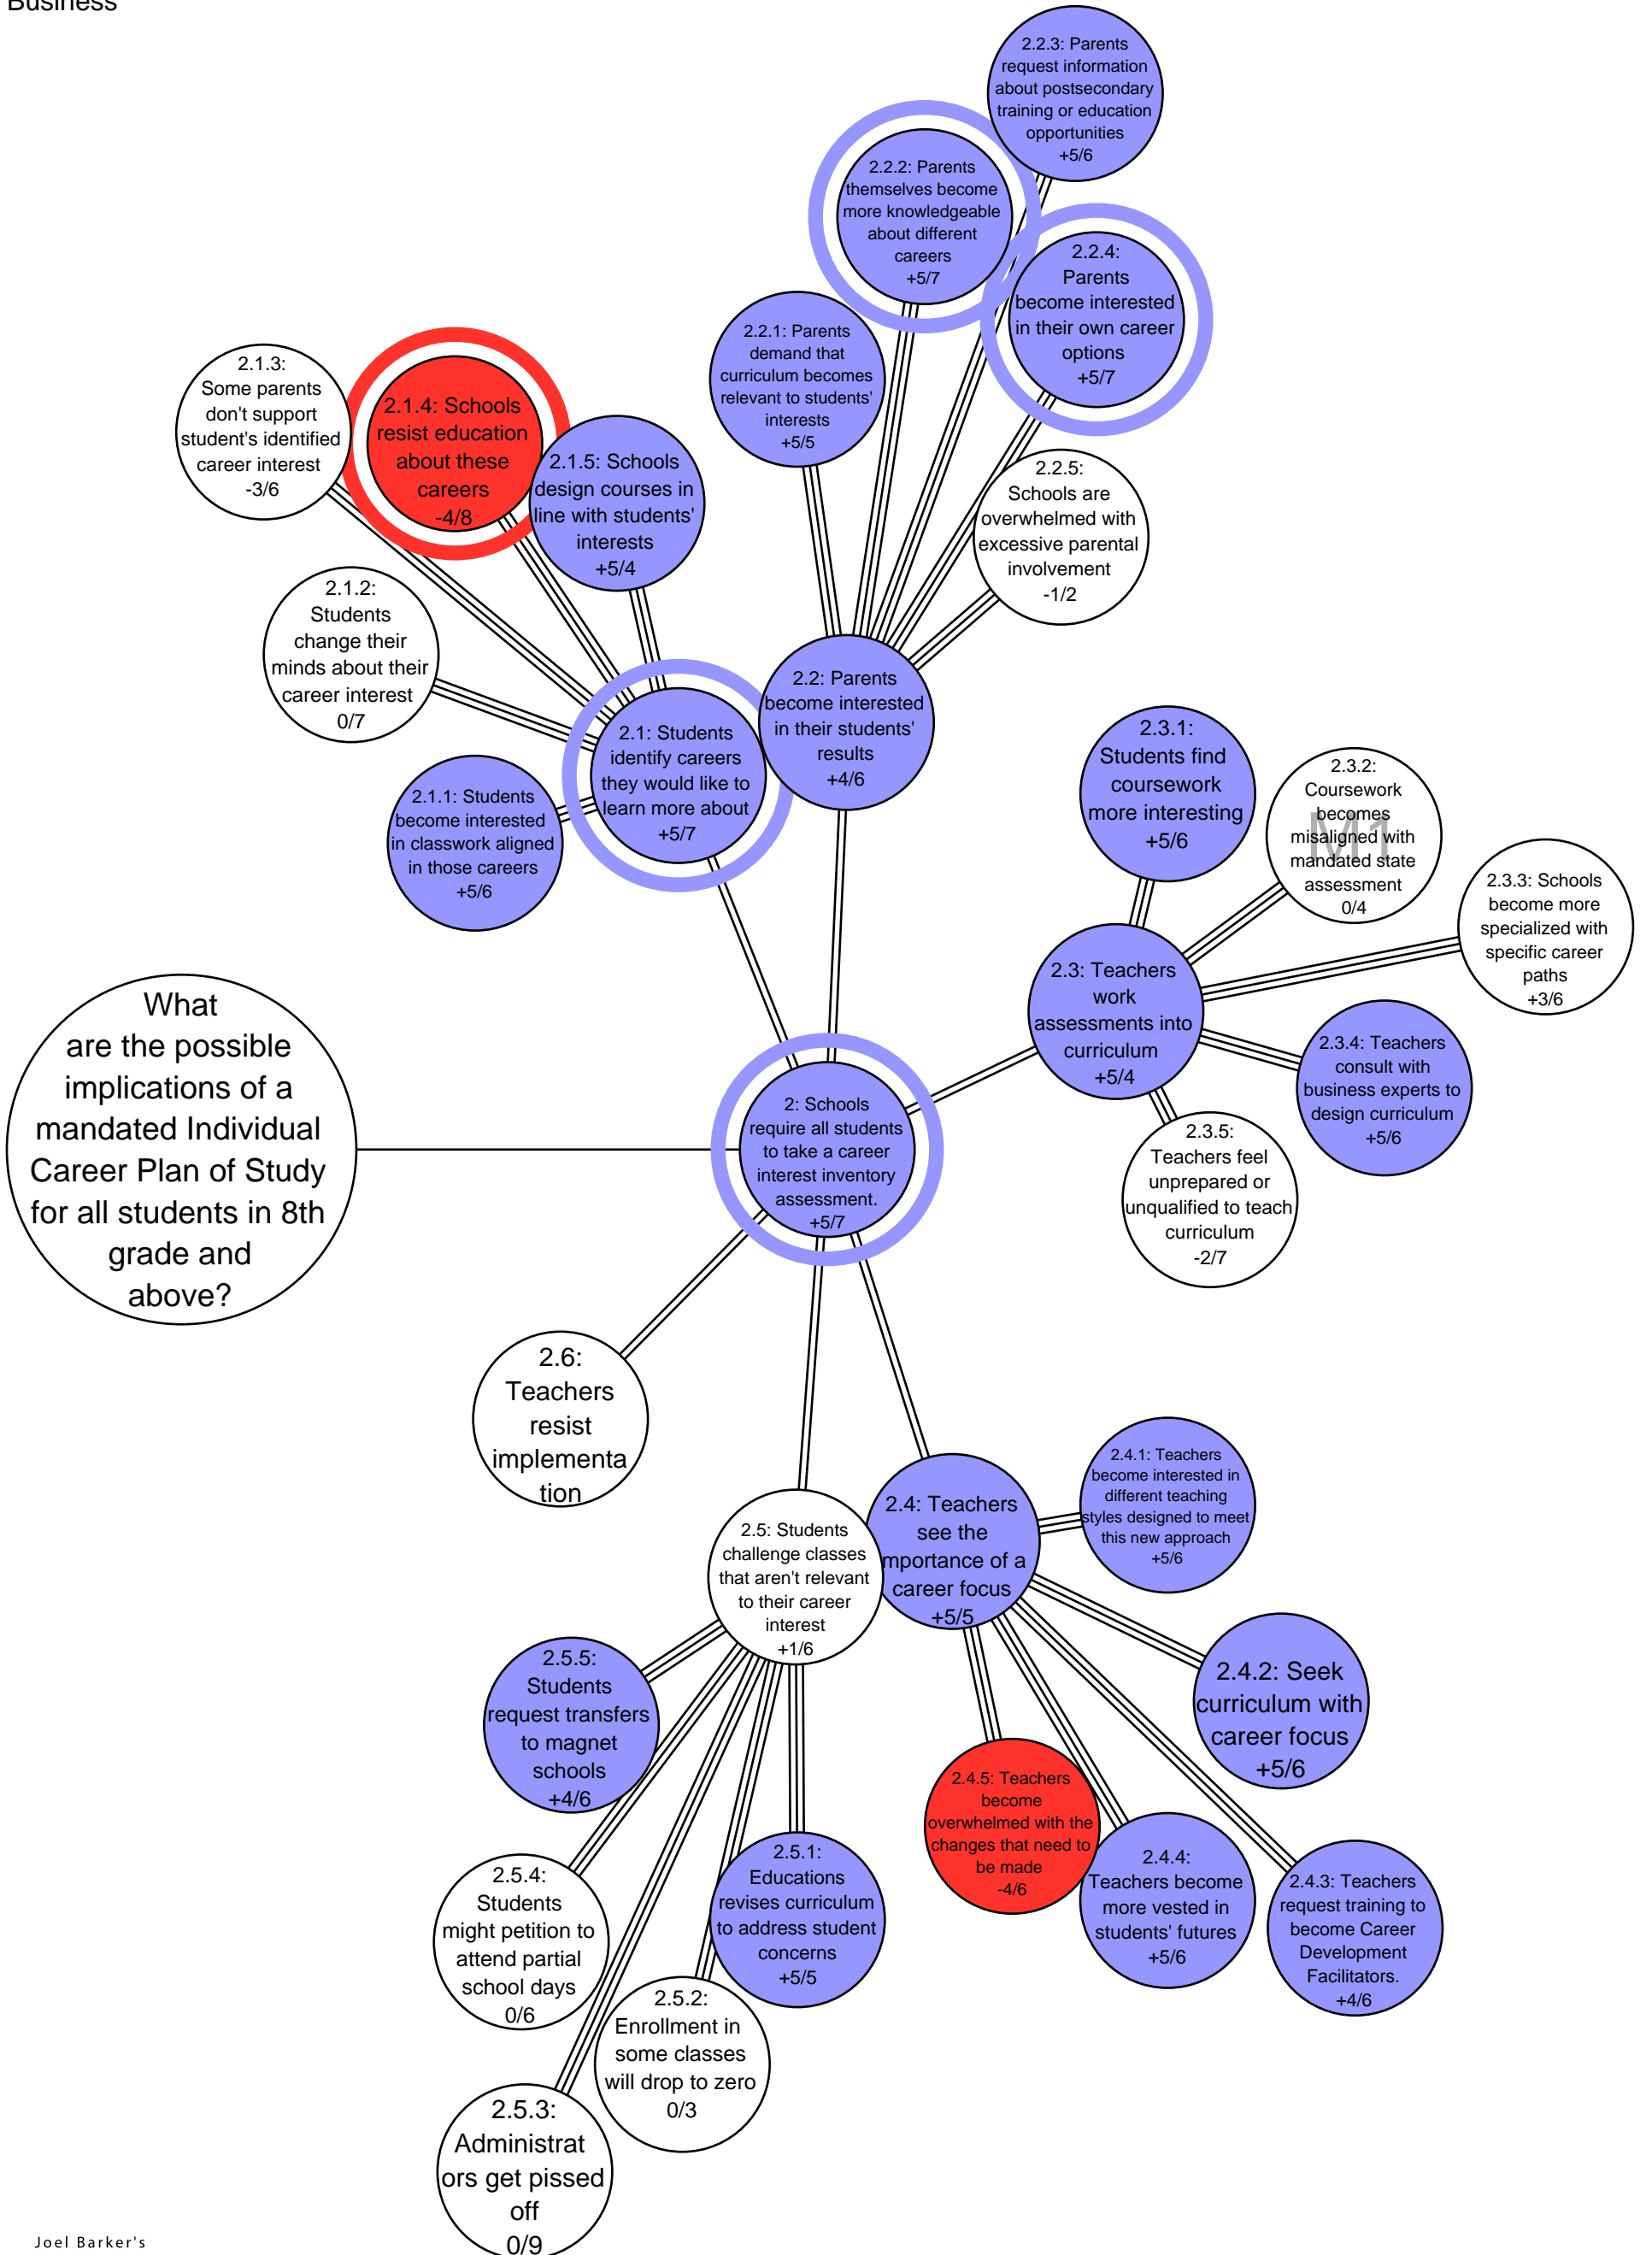 Business
2.2.3: Parents
request information
about postsecondary
training or education
opportunities
+5/6
2.2.2: Parents
themselves become
more knowledgeable
about different
careers
+5/7
2.2.4:
Parents
become interested
in their own career
options
+5/7
2.2.1: Parents
demand that
curriculum becomes
relevant to students'
interests
+5/5
2.1.3:
Some parents
don't support
student's identified
career interest
-3/6
2.1.4: Schools
resist education
about these
careers
-4/8
2.1.5: Schools
design courses in
line with students'
interests
+5/4
2.2.5:
Schools are
overwhelmed with
excessive parental
involvement
-1/2
2.1.2:
Students
change their
minds about their
career interest
0/7
2.2: Parents
become interested
in their students'
results
+4/6
2.1: Students
identify careers
they would like to
learn more about
+5/7
2.1.1: Students
become interested
in classwork aligned
in those careers
+5/6
2.3.1:
Students find
coursework
more interesting
+5/6
2.3.2:
Coursework
becomes
misaligned with
mandated state
assessment
0/4
M1
2.3.3: Schools
become more
specialized with
specific career
paths
+3/6
2.3: Teachers
work
assessments into
curriculum
+5/4
2.3.4: Teachers
consult with
business experts to
design curriculum
+5/6
2.3.5:
Teachers feel
unprepared or
unqualified to teach
curriculum
-2/7
What
are the possible
implications of a
mandated Individual
Career Plan of Study
for all students in 8th
grade and
above?
2: Schools
require all students
to take a career
interest inventory
assessment.
+5/7
2.6:
Teachers
resist
implementa
tion
2.5: Students
challenge classes
that aren't relevant
to their career
interest
+1/6
2.4: Teachers
see the
mportance of a
career focus
+5/5
2.4.1: Teachers
become interested in
different teaching
styles designed to meet
this new approach
+5/6
2.4.2: Seek
curriculum with
career focus
+5/6
2.5.5:
Students
request transfers
to magnet
schools
+4/6
2.4.5: Teachers
become
overwhelmed with the
changes that need to
be made
-4/6
2.4.4:
Teachers become
more vested in
students' futures
+5/6
2.4.3: Teachers
request training to
become Career
Development
Facilitators.
+4/6
2.5.4:
Students
might petition to
attend partial
school days
0/6
2.5.1:
Educations
revises curriculum
to address student
concerns
+5/5
2.5.2:
Enrollment in
some classes
will drop to zero
0/3
2.5.3:
Administrat
ors get pissed
off
0/9
Joel Barker's